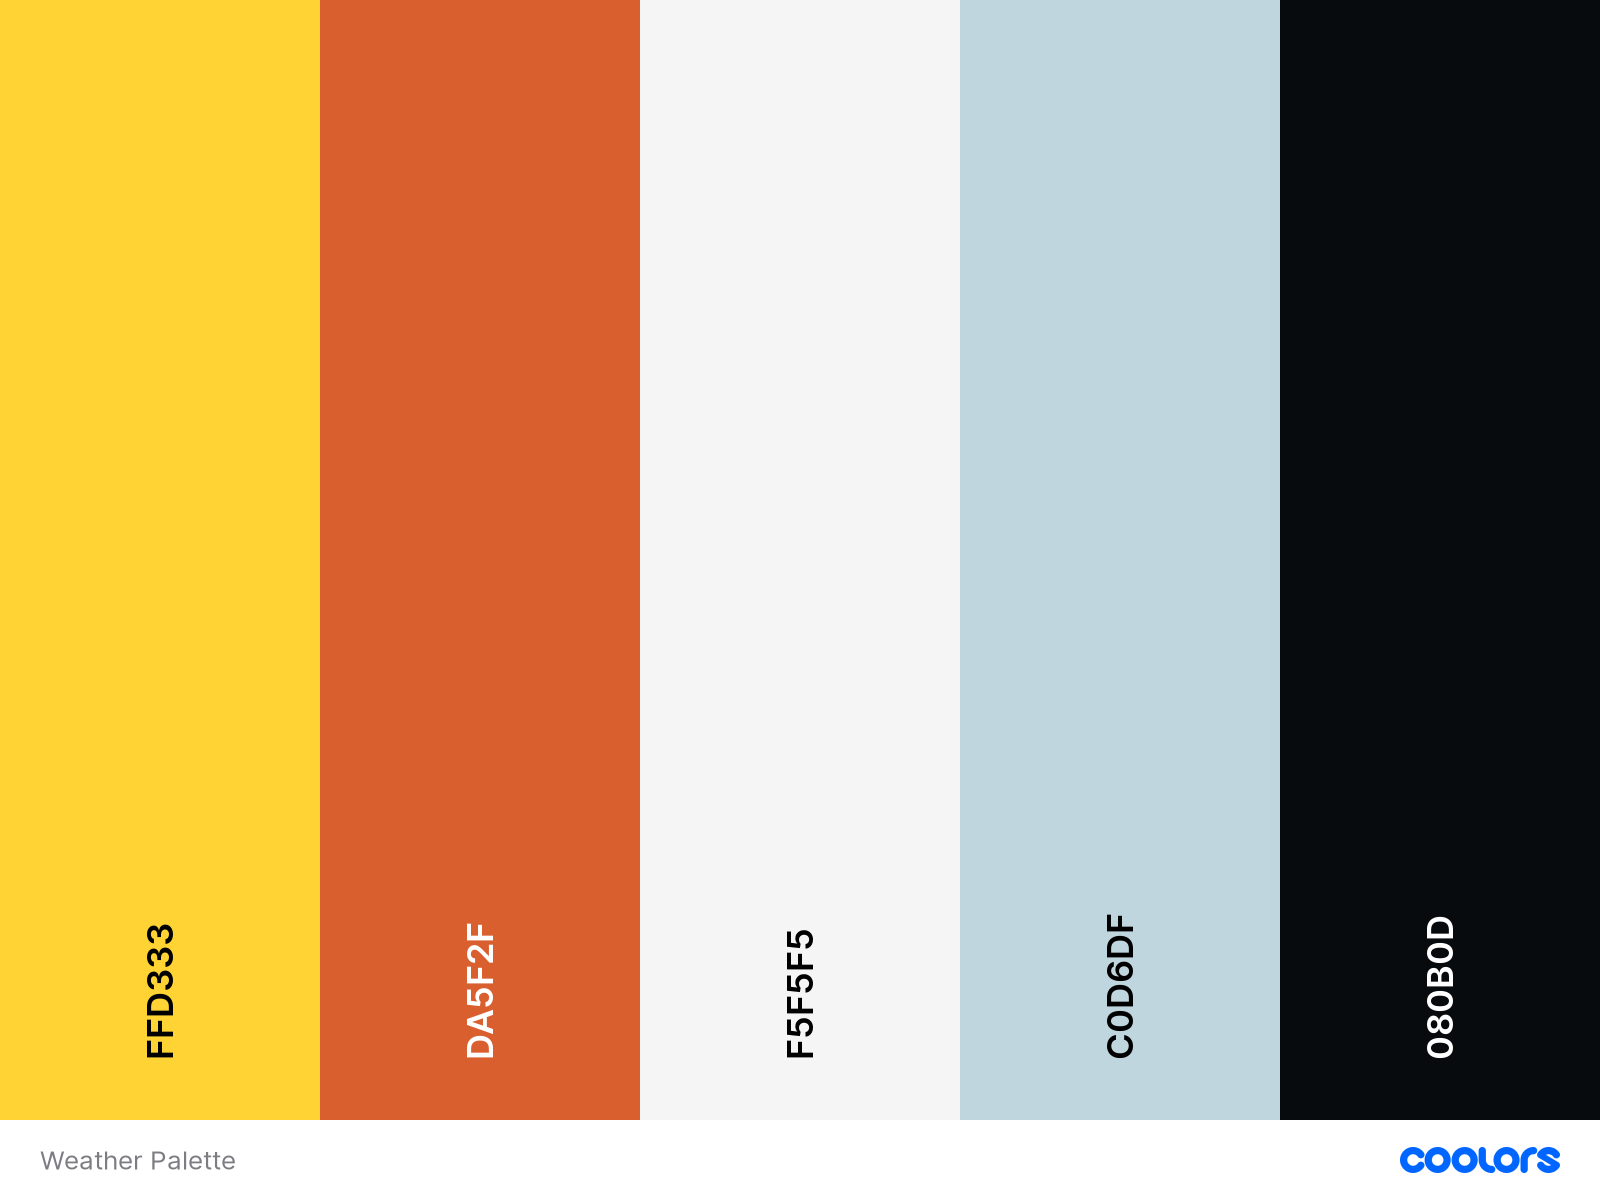 FFD333
DA5F2F
F5F5F5
C0D6DF
080B0D
Weather Palette
coolors